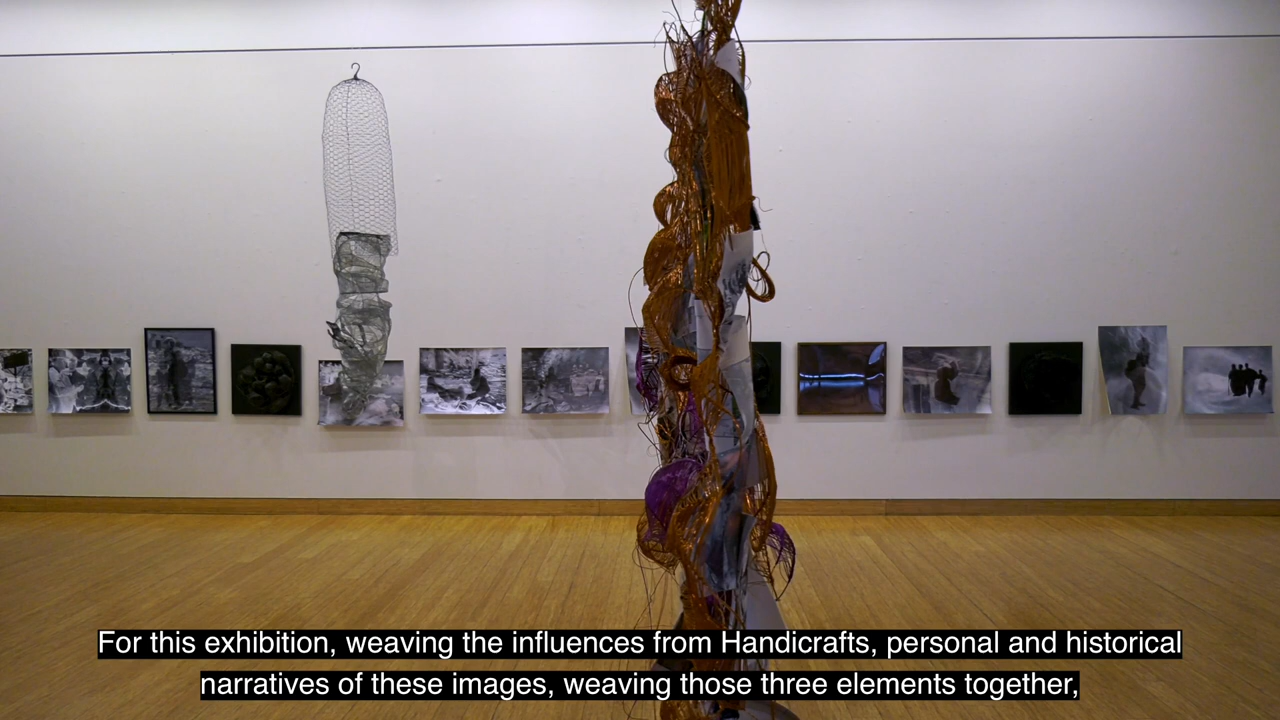 For this exhibition, weaving the influences from Handicrafts, personal and historical
narratives of these images, weaving those three elements together,